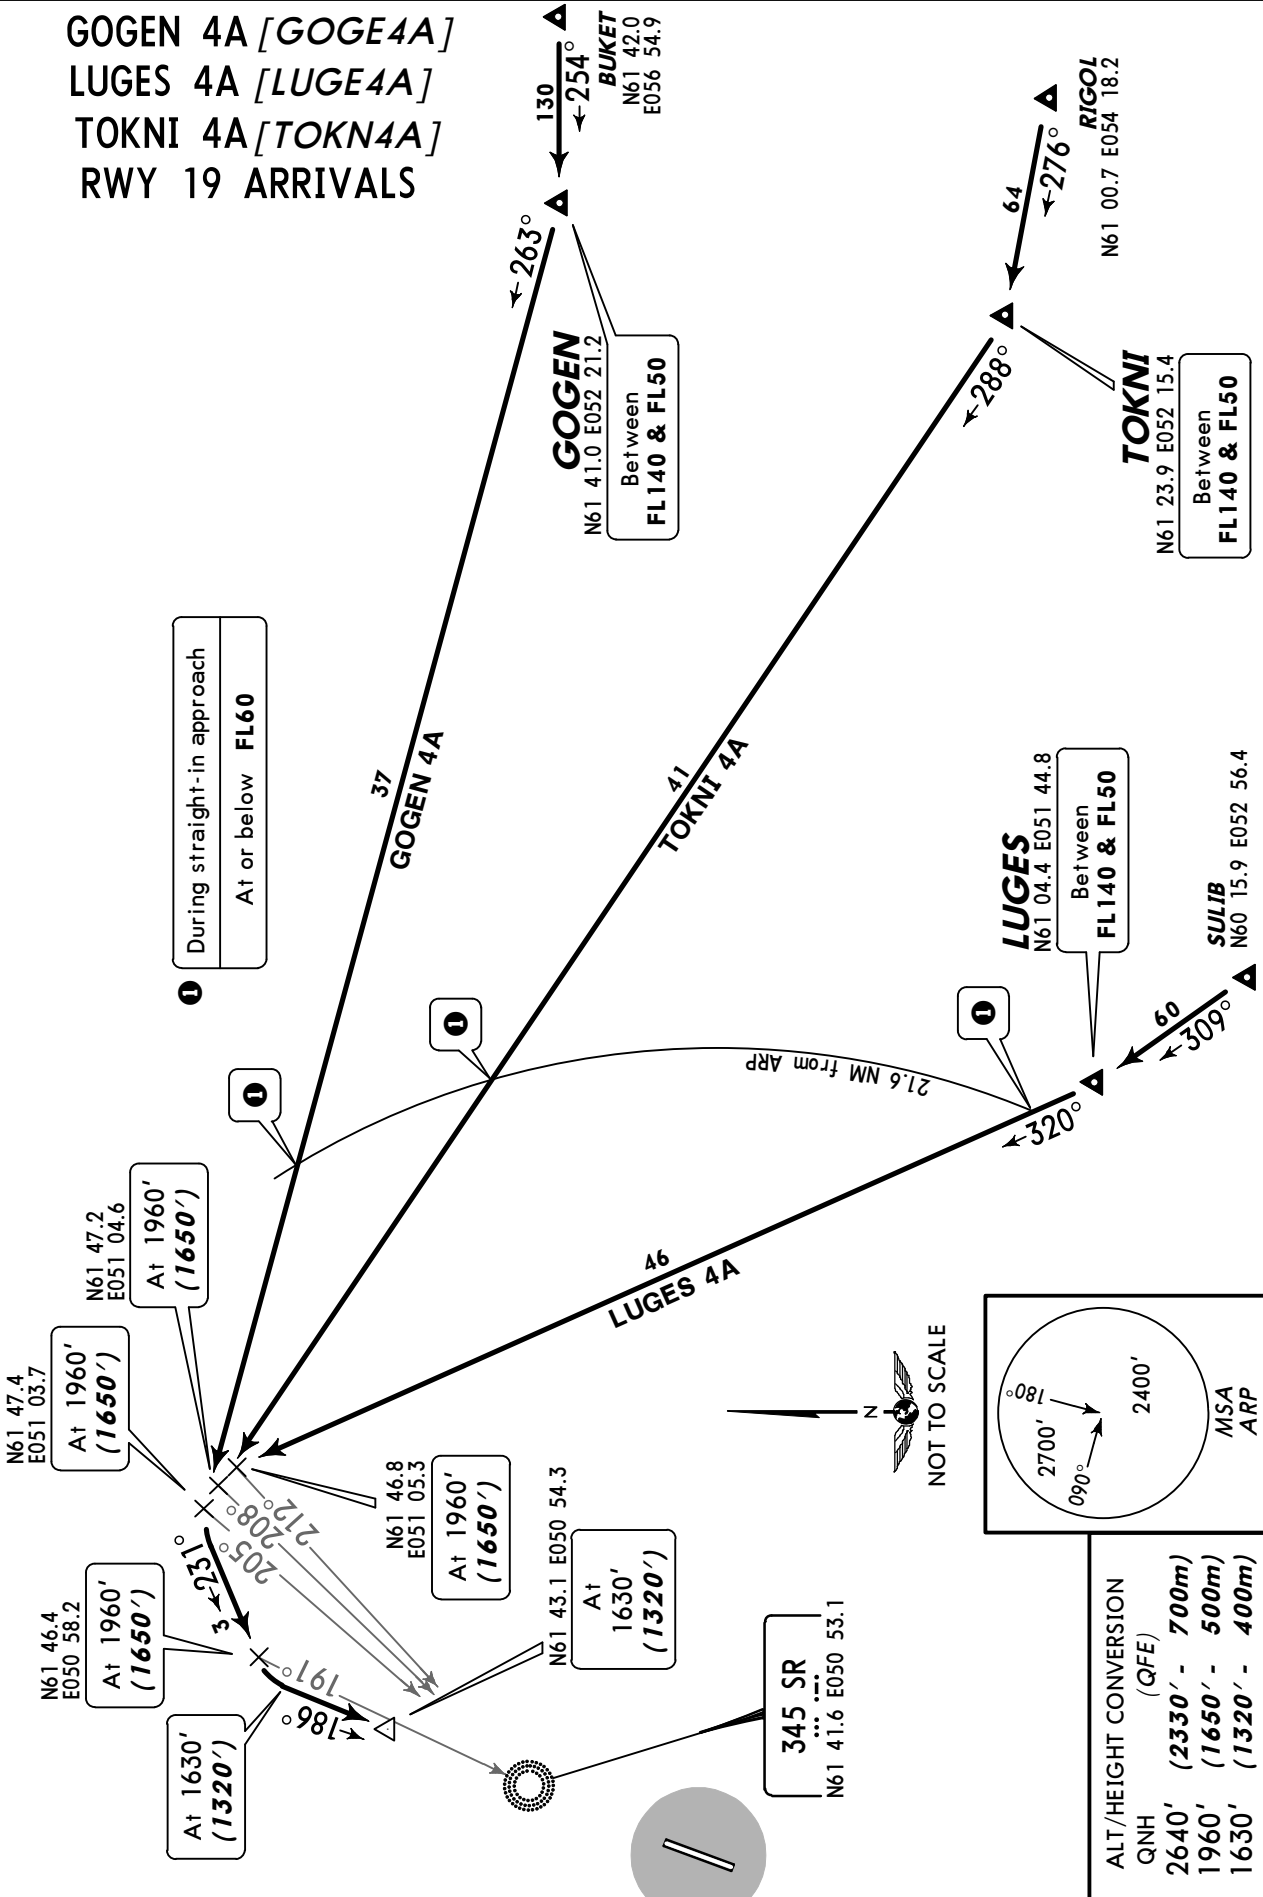 GOGEN 4A [GOGE4A]
LUGES 4A [LUGE4A]
TOKNI 4A [TOKN4A]
RWY 19 ARRIVALS
130
254°
BUKET
N61 42.0
E056 54.9
263°
GOGEN
N61 41.0 E052 21.2
Between
FL140 & FL50
RIGOL
N61 00.7 E054 18.2
64
276°
288°
TOKNI
N61 23.9 E052 15.4
Between
FL140 & FL50
1
During straight-in approach
At or below FL60
37
GOGEN 4A
41
TOKNI 4A
1
1
1
21.6 NM from ARP
LUGES
N61 04.4 E051 44.8
Between
FL140 & FL50
SULIB
N60 15.9 E052 56.4
60
309°
320°
46
LUGES 4A
N61 47.2
E051 04.6
At 1960'
(1650')
N61 47.4
E051 03.7
At 1960'
(1650')
N61 46.8
E051 05.3
At 1960'
(1650')
205°
208°
212°
3
231°
N61 46.4
E050 58.2
At 1960'
(1650')
191°
186°
At 1630'
(1320')
N61 43.1 E050 54.3
At
1630'
(1320')
345 SR
N61 41.6 E050 53.1
N
NOT TO SCALE
180°
090°
2700'
2400'
MSA
ARP
ALT/HEIGHT CONVERSION
QNH (QFE)
2640' (2330' - 700m)
1960' (1650' - 500m)
1630' (1320' - 400m)